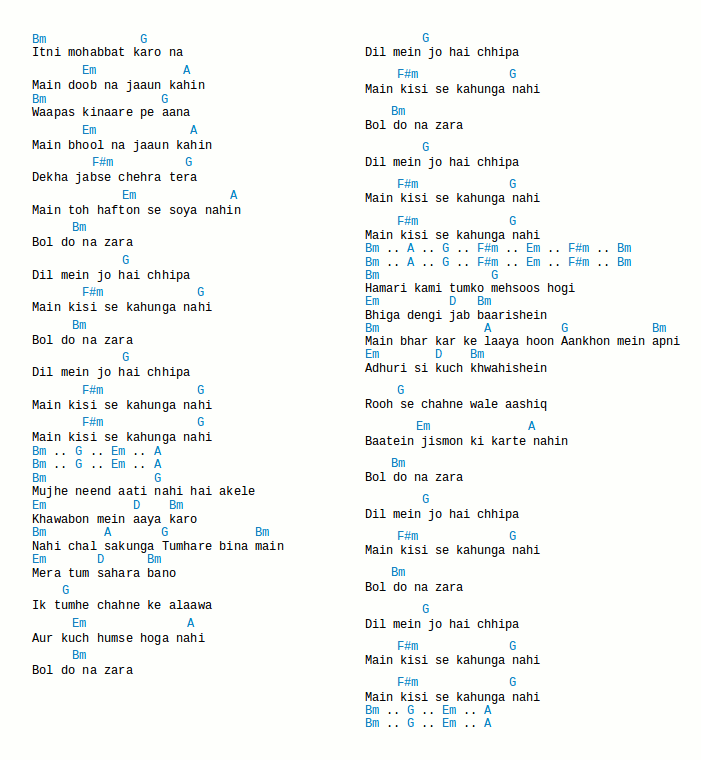 Bm G
Itni mohabbat karo na
Em A
Main doob na jaaun kahin
Bm G
Waapas kinaare pe aana
Em A
Main bhool na jaaun kahin
F#m G
Dekha jabse chehra tera
Em A
Main toh hafton se soya nahin
Bm
Bol do na zara
G
Dil mein jo hai chhipa
F#m G
Main kisi se kahunga nahi
Bm
Bol do na zara
G
Dil mein jo hai chhipa
F#m G
Main kisi se kahunga nahi
F#m G
Main kisi se kahunga nahi
Bm .. G .. Em .. A
Bm .. G .. Em .. A
Bm G
Mujhe neend aati nahi hai akele
Em D Bm
Khawabon mein aaya karo
Bm A G Bm
Nahi chal sakunga Tumhare bina main
Em D Bm
Mera tum sahara bano
G
Ik tumhe chahne ke alaawa
Em A
Aur kuch humse hoga nahi
Bm
Bol do na zara
G
Dil mein jo hai chhipa
F#m G
Main kisi se kahunga nahi
Bm
Bol do na zara
G
Dil mein jo hai chhipa
F#m G
Main kisi se kahunga nahi
F#m G
Main kisi se kahunga nahi
Bm .. A .. G .. F#m .. Em .. F#m .. Bm
Bm .. A .. G .. F#m .. Em .. F#m .. Bm
Bm G
Hamari kami tumko mehsoos hogi
Em D Bm
Bhiga dengi jab baarishein
Bm A G Bm
Main bhar kar ke laaya hoon Aankhon mein apni
Em D Bm
Adhuri si kuch khwahishein
G
Rooh se chahne wale aashiq
Em A
Baatein jismon ki karte nahin
Bm
Bol do na zara
G
Dil mein jo hai chhipa
F#m G
Main kisi se kahunga nahi
Bm
Bol do na zara
G
Dil mein jo hai chhipa
F#m G
Main kisi se kahunga nahi
F#m G
Main kisi se kahunga nahi
Bm .. G .. Em .. A
Bm .. G .. Em .. A